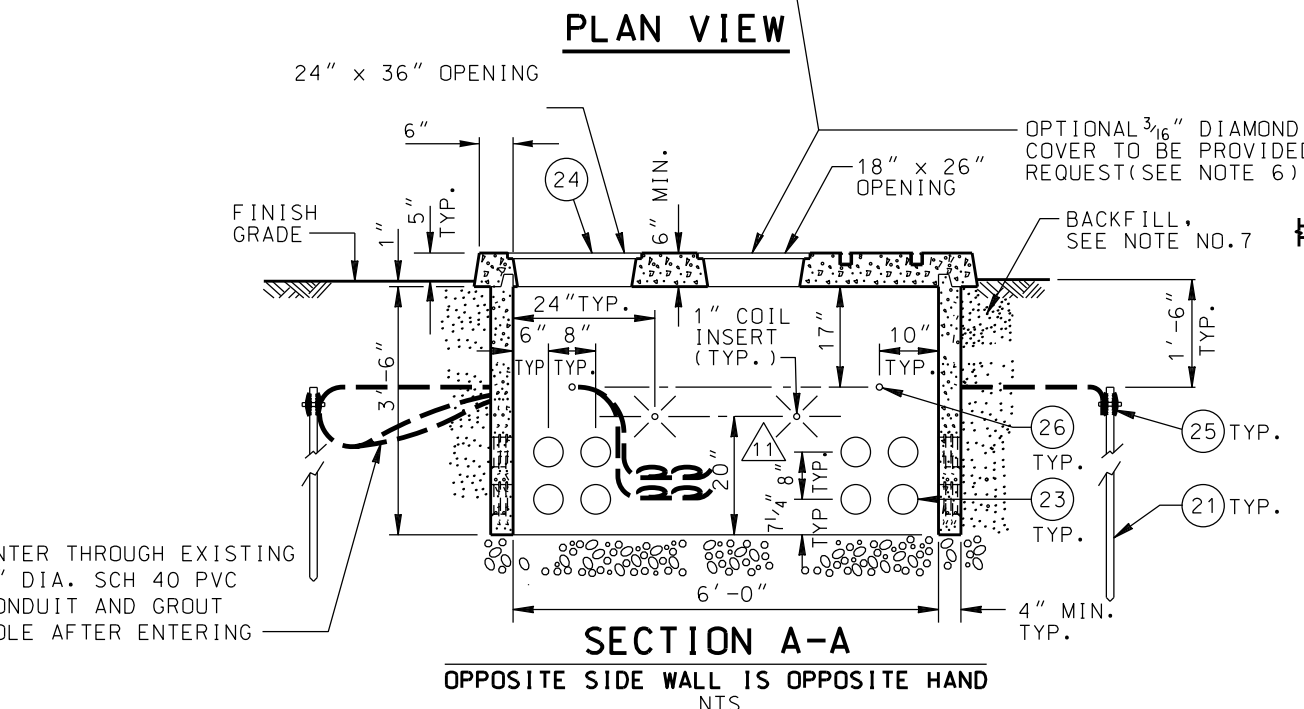 PLAN VIEW
24" x 36" OPENING
6"
24
6" MIN.
18" x 26"
OPENING
OPTIONAL 3/16" DIAMOND
COVER TO BE PROVIDED
REQUEST(SEE NOTE 6)
FINISH
GRADE
1"
5"
TYP.
BACKFILL,
SEE NOTE NO.7
24"TYP.
1" COIL
INSERT
(TYP.)
17"
10"
TYP.
1'-6"
TYP.
6"
TYP
8"
TYP.
3'-6"
11
20"
7 1/4"
TYP
8"
TYP.
26
TYP.
25 TYP.
23
TYP.
21 TYP.
NTER THROUGH EXISTING
" DIA. SCH 40 PVC
ONDUIT AND GROUT
OLE AFTER ENTERING
6'-0"
4" MIN.
TYP.
SECTION A-A
OPPOSITE SIDE WALL IS OPPOSITE HAND
NTS